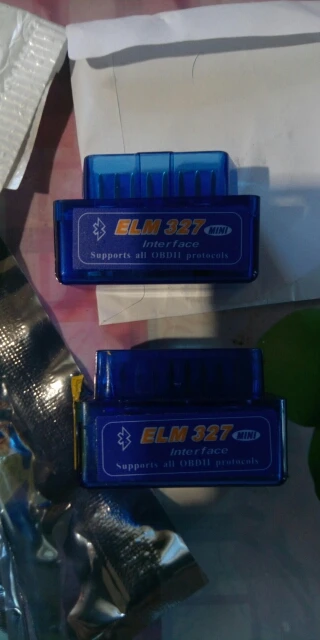 ELM 327 MINI
Interface
Supports all OBDII protocols
ELM 327 MINI
Interface
Supports all OBDII protocols